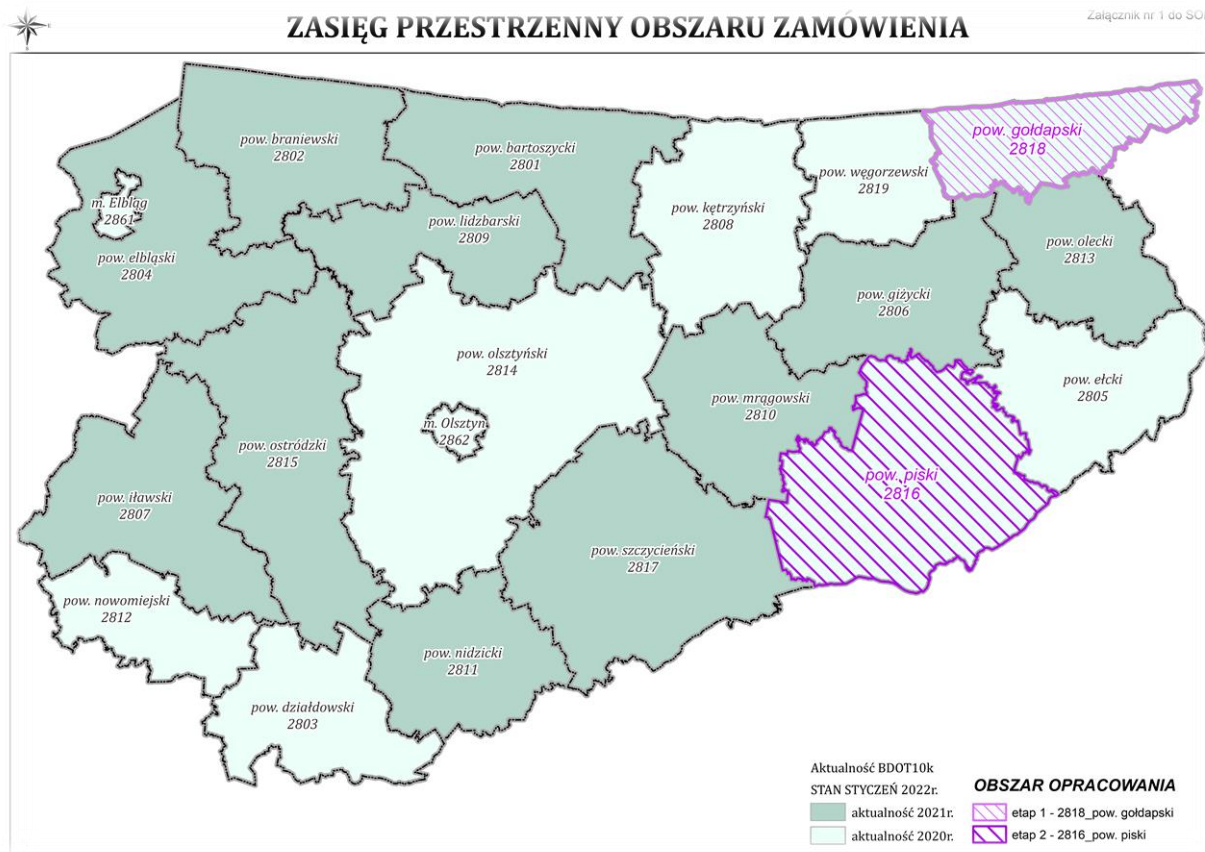 Załącznik nr 1 do SO
ZASIĘG PRZESTRZENNY OBSZARU ZAMÓWIENIA
pow. braniewski
2802
pow. bartoszycki
2801
pow. gołdapski
2818
pow. węgorzewski
2819
m. Elbląg
2861
pow. lidzbarski
2809
pow. kętrzyński
2808
pow. olecki
2813
pow. elbląski
2804
pow. giżycki
2806
pow. olsztyński
2814
pow. ełcki
2805
pow. mrągowski
2810
m. Olsztyn
2862
pow. ostródzki
2815
pow. piski
2816
pow. iławski
2807
pow. szczycieński
2817
pow. nowomiejski
2812
pow. nidzicki
2811
pow. działdowski
2803
Aktualność BDOT10k
STAN STYCZEŃ 2022r.
aktualność 2021r.
aktualność 2020r.
OBSZAR OPRACOWANIA
etap 1 - 2818_pow. gołdapski
etap 2 - 2816_pow. piski